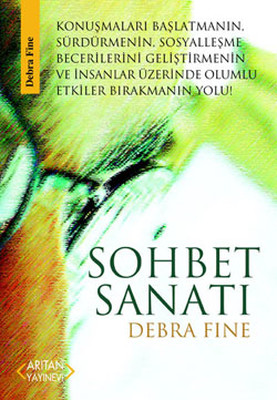 Debra Fine
KONUŞMALARI BAŞLATMANIN,
SÜRDÜRMENİN, SOSYALLEŞME
BECERİLERİNİ GELİŞTİRMENİN
VE İNSANLAR ÜZERİNDE OLUMLU
ETKİLER BIRAKMANIN YOLU!
SOHBET
SANATI
DEBRA FINE
ARITAN
YAYINEVİ